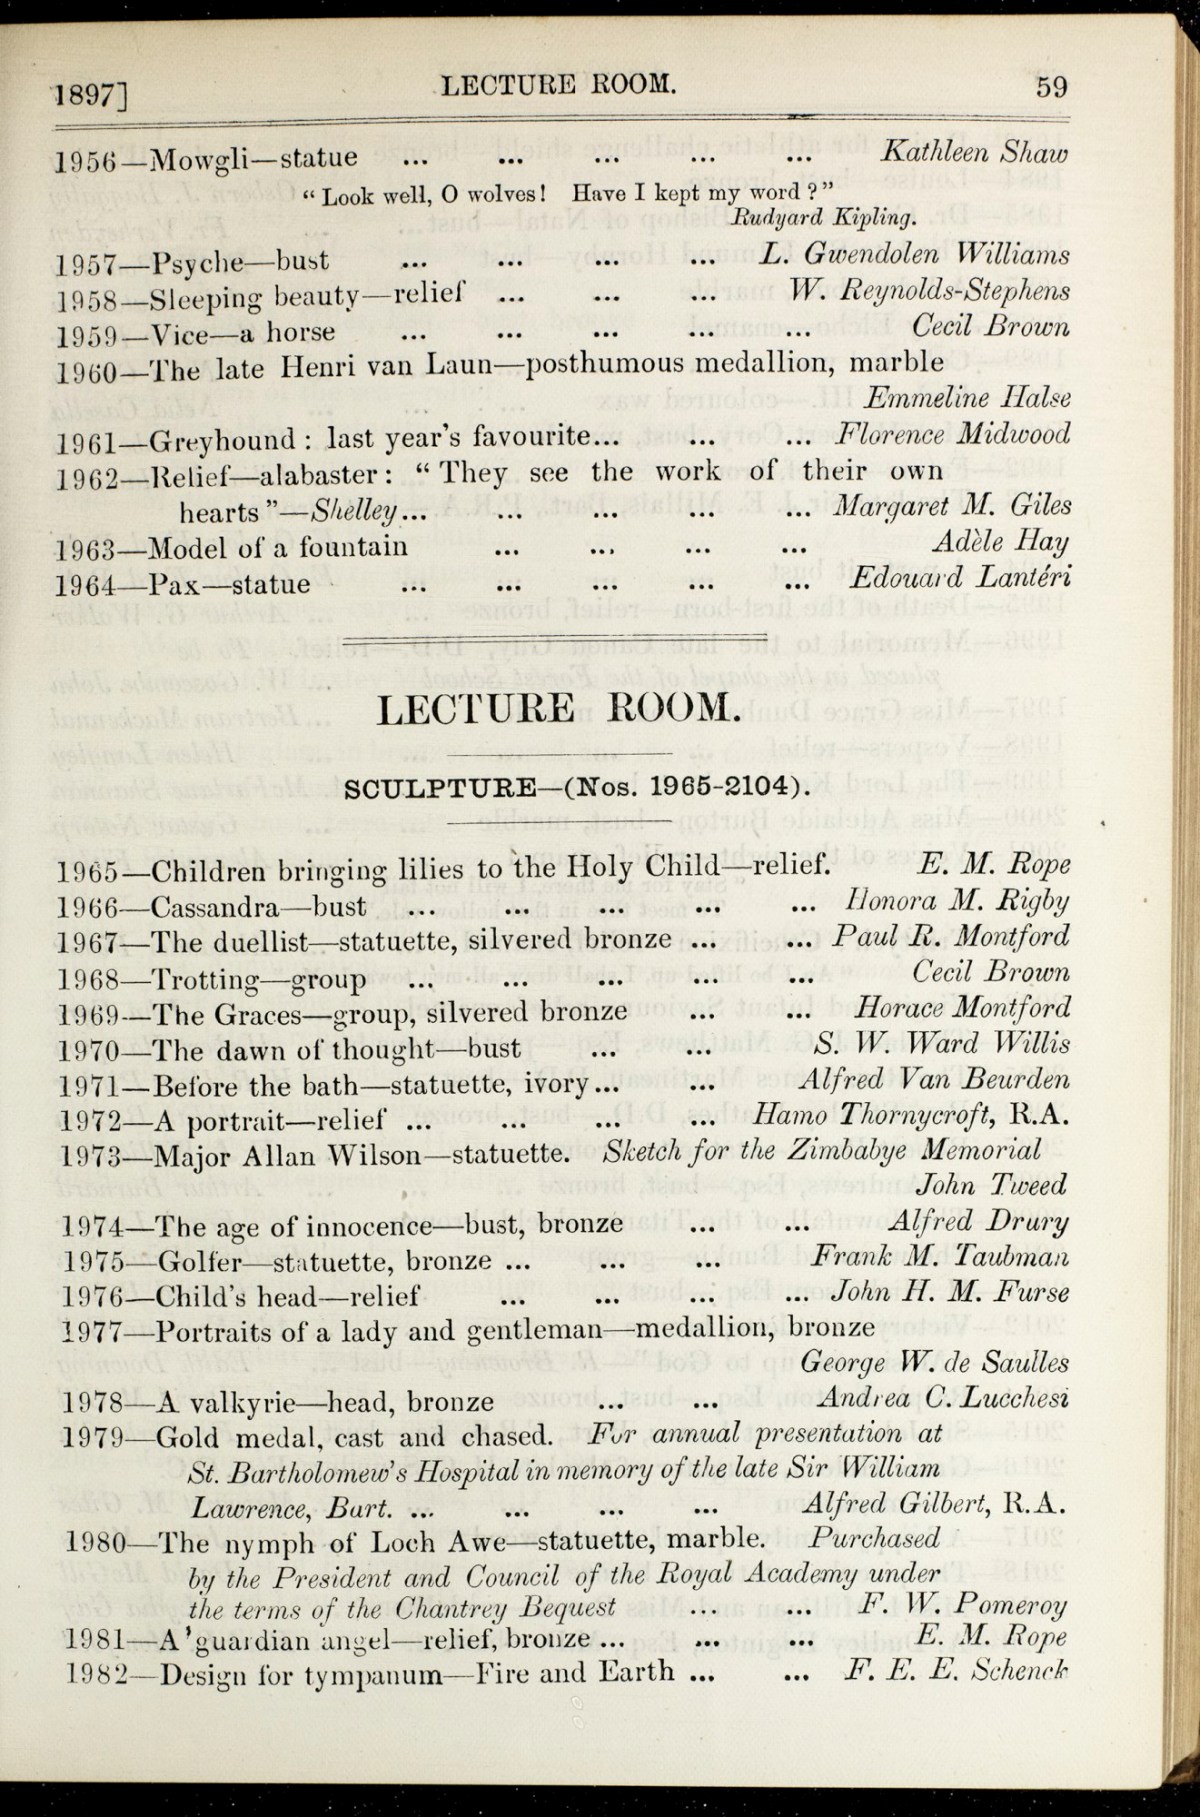 1897] LECTURE ROOM. 59
1956—Mowgli—statue ... ... ... ... ... Kathleen Shaw
“Look well, O wolves! Have I kept my word?”
Rudyard Kipling.
1957—Psyche—bust ... ... ... ... L. Gwendolen Williams
1958—Sleeping beauty—relief ... ... ... W. Reynolds-Stephens
1959—Vice—a horse ... ... ... ... ... Cecil Brown
1960—The late Henri van Laun—posthumous medallion, marble
Emmeline Halse
1961—Greyhound: last year’s favourite... ... ... Florence Midwood
1962—Relief—alabaster: “They see the work of their own
hearts”—Shelley... ... ... ... ... Margaret M. Giles
1963—Model of a fountain ... ... ... ... Adèle Hay
1964—Pax—statue ... ... ... ... ... Edouard Lantéri
LECTURE ROOM.
SCULPTURE—(Nos. 1965-2104).
1965—Children bringing lilies to the Holy Child—relief. E. M. Rope
1966—Cassandra—bust ... ... ... ... ... Honora M. Rigby
1967—The duellist—statuette, silvered bronze ... ... Paul R. Montford
1968—Trotting—group ... ... ... ... ... Cecil Brown
1969—The Graces—group, silvered bronze ... ... Horace Montford
1970—The dawn of thought—bust ... ... S. W. Ward Willis
1971—Before the bath—statuette, ivory... ... Alfred Van Beurden
1972—A portrait—relief ... ... ... ... Hamo Thornycroft, R.A.
1973—Major Allan Wilson—statuette. Sketch for the Zimbabye Memorial
John Tweed
1974—The age of innocence—bust, bronze ... ... Alfred Drury
1975—Golfer—statuette, bronze ... ... ... Frank M. Taubman
1976—Child’s head—relief ... ... ... ... John H. M. Furse
1977—Portraits of a lady and gentleman—medallion, bronze
George W. de Saulles
1978—A valkyrie—head, bronze ... ... Andrea C. Lucchesi
1979—Gold medal, cast and chased. For annual presentation at
St. Bartholomew’s Hospital in memory of the late Sir William
Lawrence, Bart. ... ... ... ... Alfred Gilbert, R.A.
1980—The nymph of Loch Awe—statuette, marble. Purchased
by the President and Council of the Royal Academy under
the terms of the Chantrey Bequest ... ... F. W. Pomeroy
1981—A guardian angel—relief, bronze ... ... ... E. M. Rope
1982—Design for tympanum—Fire and Earth ... ... F. E. E. Schenck